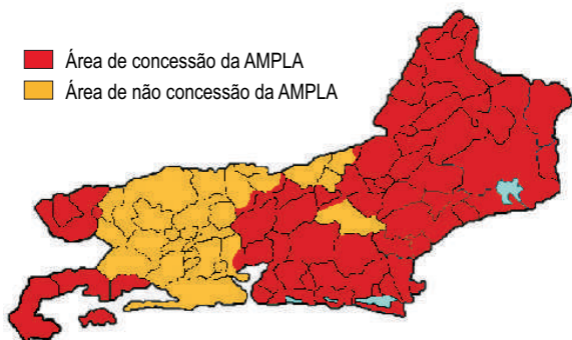 Área de concessão da AMPLA
Área de não concessão da AMPLA